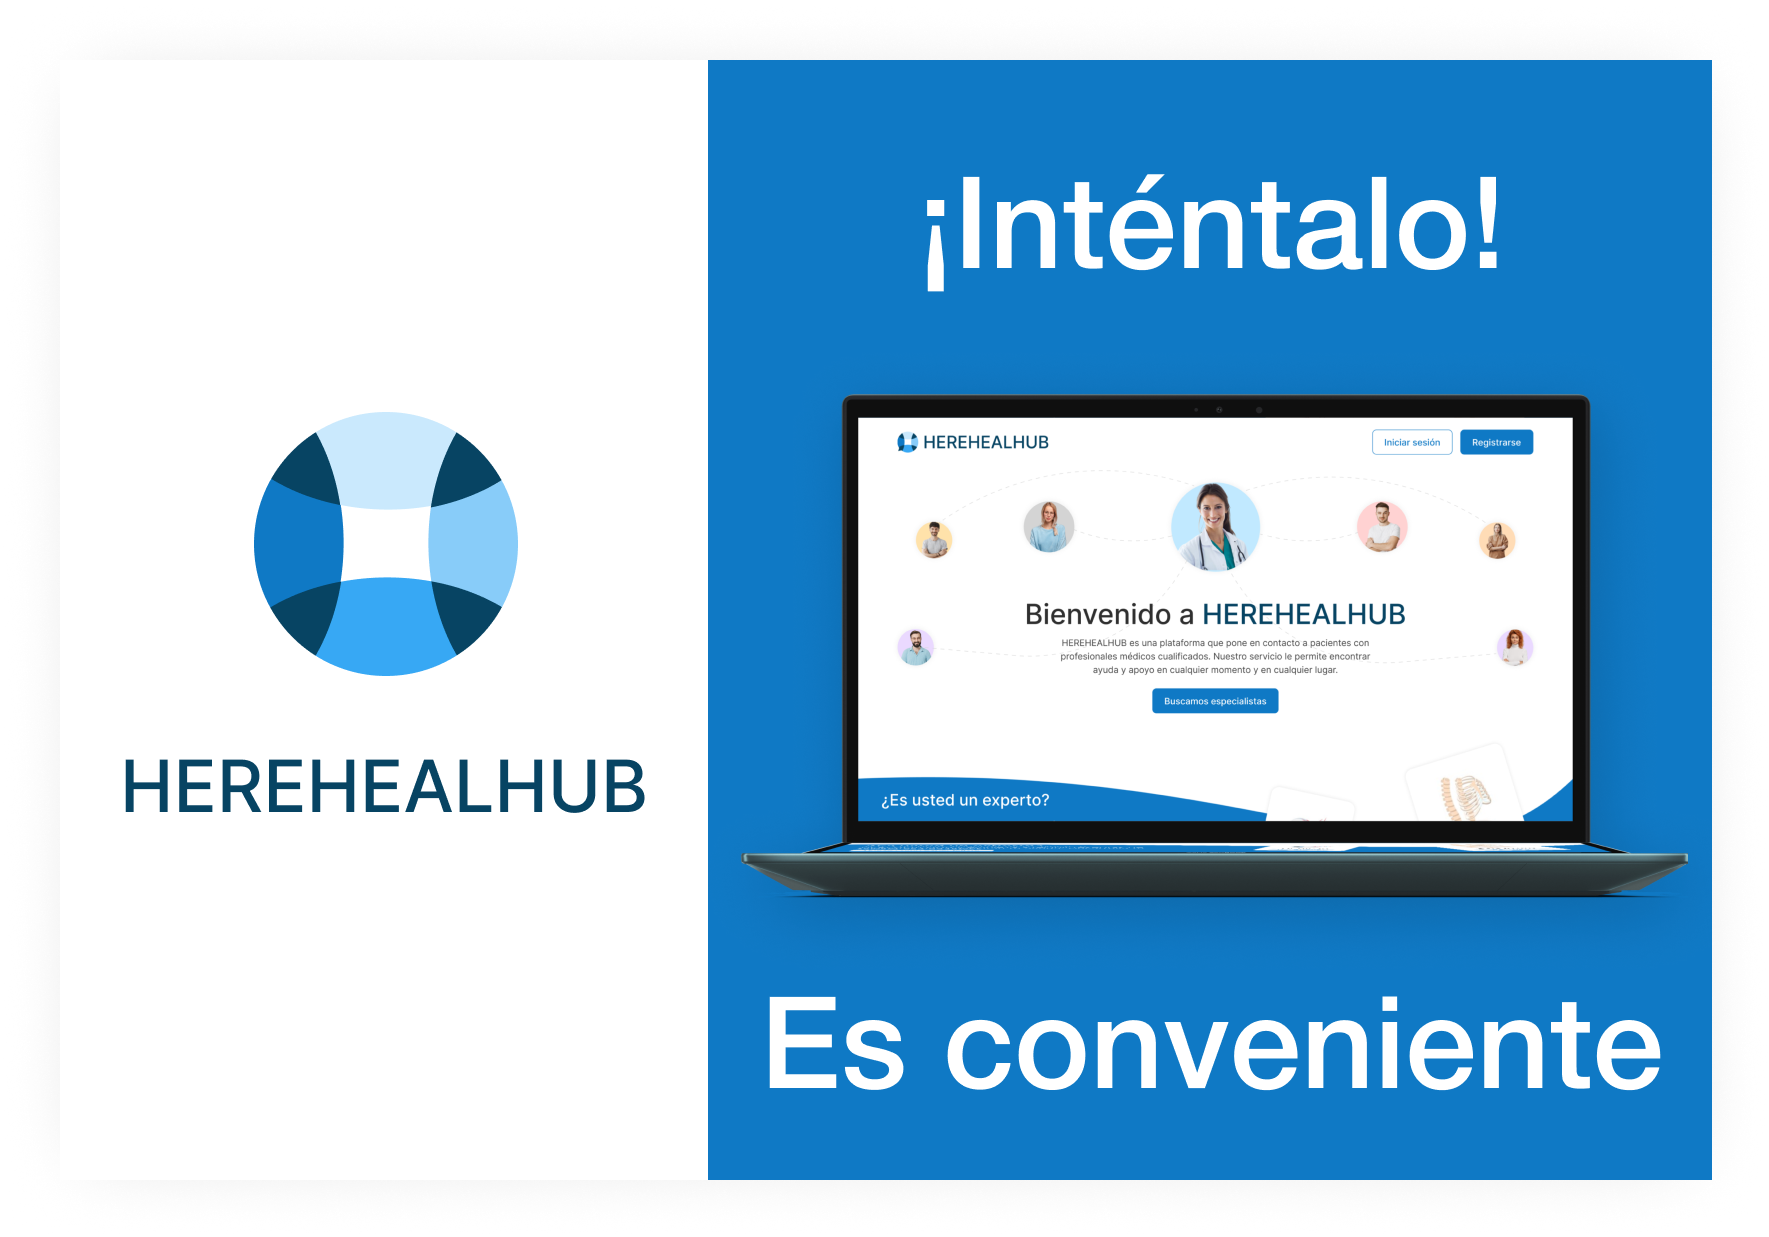 HEREHEALHUB
¡Inténtalo!
HEREHEALHUB
Iniciar sesión
Registrarse
Bienvenido a HEREHEALHUB
HEREHEALHUB es una plataforma que pone en contacto a pacientes con
profesionales médicos cualificados. Nuestro servicio le permite encontrar
ayuda y apoyo en cualquier momento y en cualquier lugar.
Buscamos especialistas
¿Es usted un experto?
Es conveniente